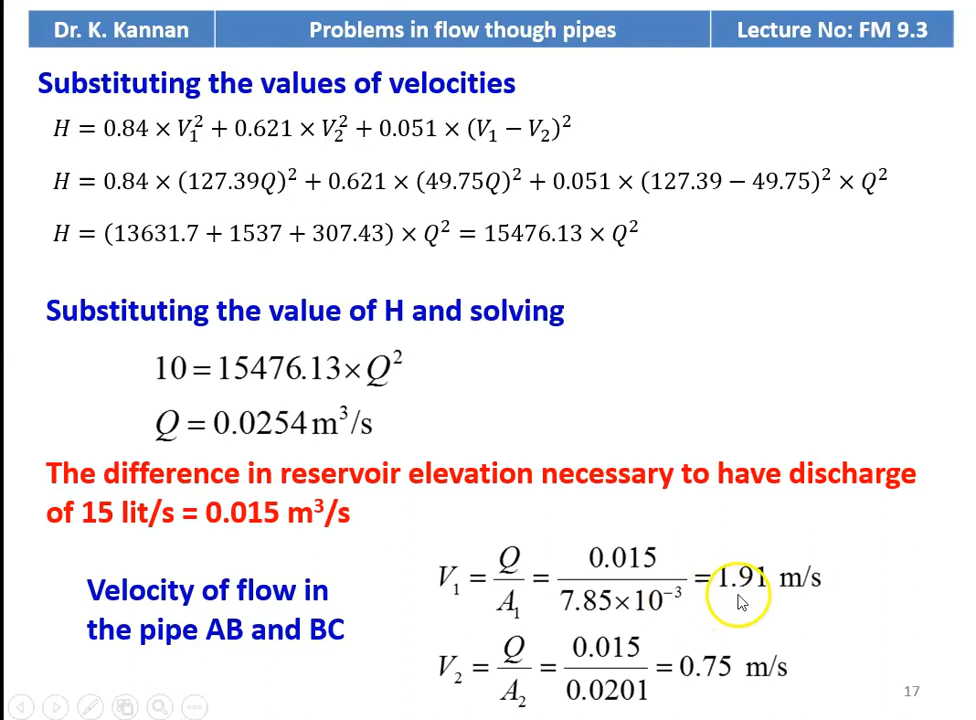 Dr. K. Kannan Problems in flow though pipes Lecture No: FM 9.3
Substituting the values of velocities
H = 0.84 × V₁² + 0.621 × V₂² + 0.051 × (V₁ − V₂)²
H = 0.84 × (127.39Q)² + 0.621 × (49.75Q)² + 0.051 × (127.39 − 49.75)² × Q²
H = (13631.7 + 1537 + 307.43) × Q² = 15476.13 × Q²
Substituting the value of H and solving
10 = 15476.13 × Q²
Q = 0.0254 m³/s
The difference in reservoir elevation necessary to have discharge
of 15 lit/s = 0.015 m³/s
Velocity of flow in
the pipe AB and BC
V₁ = Q/A₁ = 0.015/7.85×10⁻³ = 1.91 m/s
V₂ = Q/A₂ = 0.015/0.0201 = 0.75 m/s
17